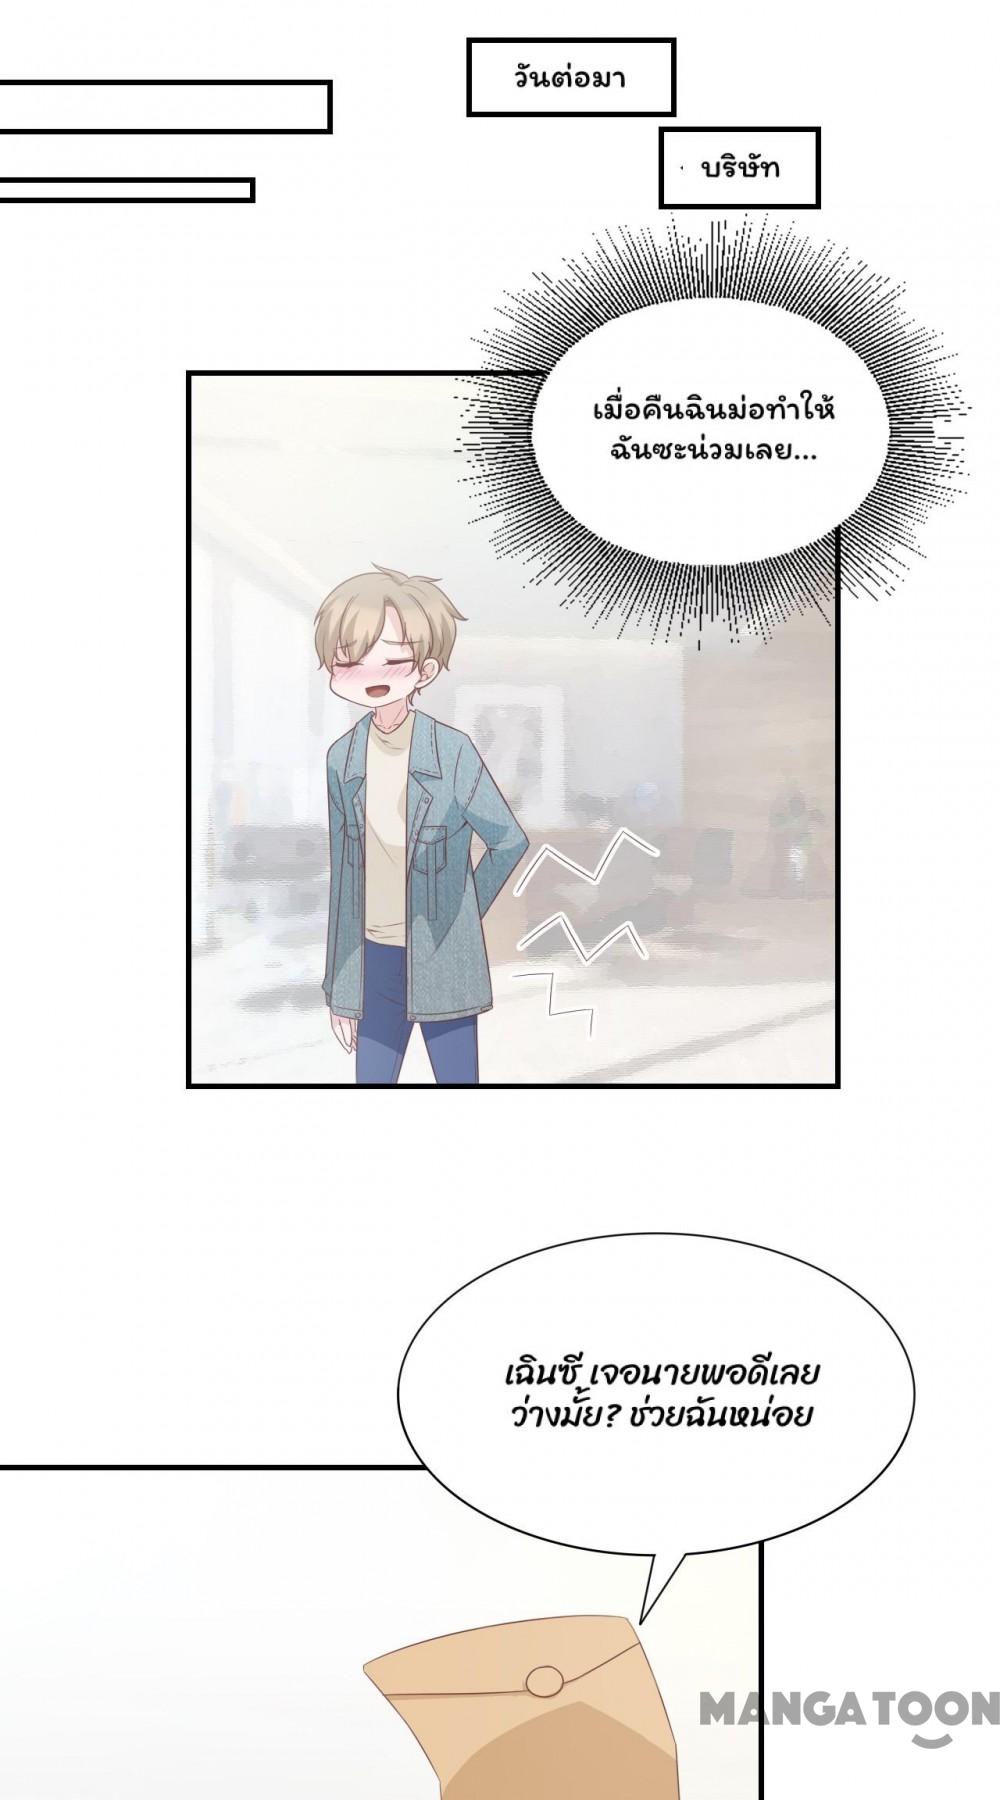 วันต่อมา
บริษัท
เมื่อคืนฉินม่อทำให้
ฉันซะน่วมเลย...
เฉินซี เจอนายพอดีเลย
ว่างมั้ย? ช่วยฉันหน่อย
MANGATOON